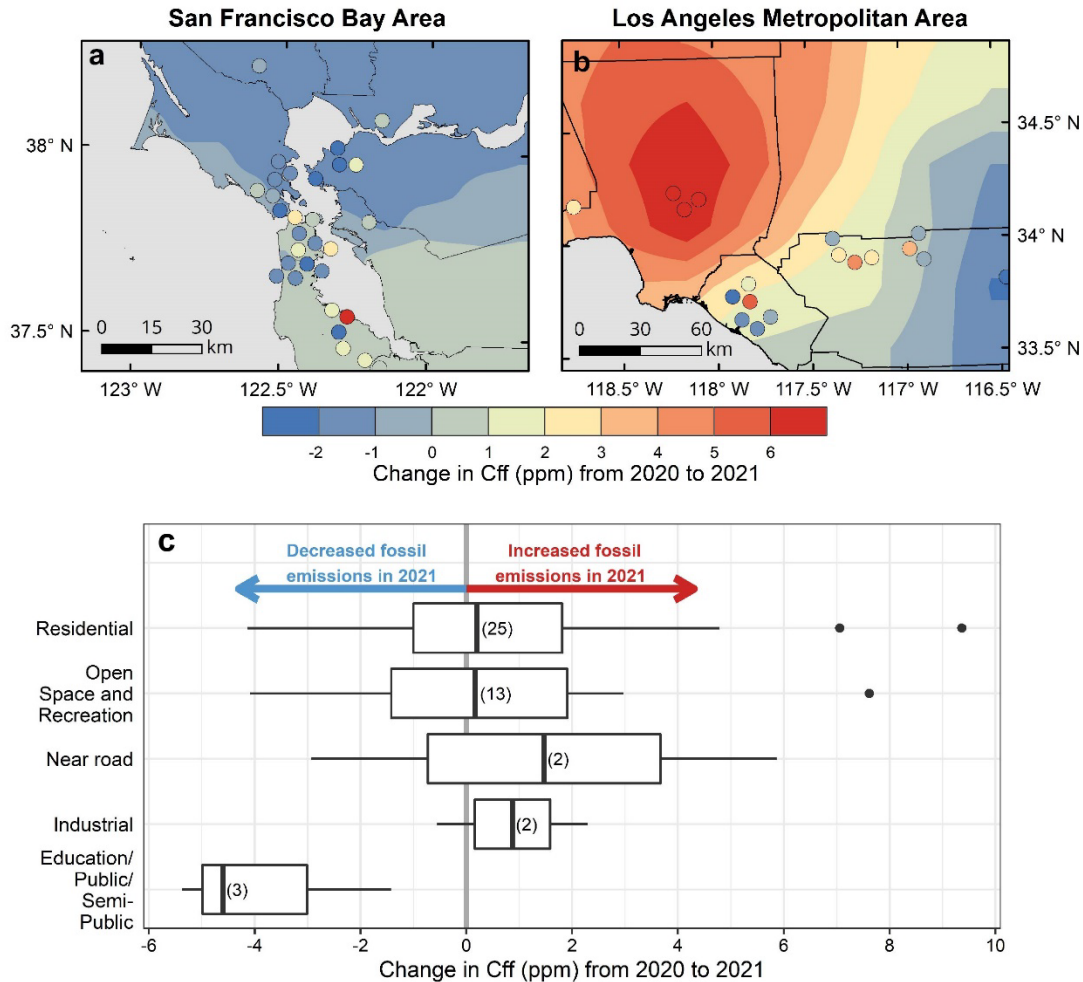 San Francisco Bay Area
Los Angeles Metropolitan Area
a
b
38° N
37.5° N
34.5° N
34° N
33.5° N
0 15 30
km
0 30 60
km
123° W
122.5° W
122° W
118.5° W
118° W
117.5° W
117° W
116.5° W
-2 -1 0 1 2 3 4 5 6
Change in Cff (ppm) from 2020 to 2021
c
Decreased fossil
emissions in 2021
Increased fossil
emissions in 2021
Residential
(25)
Open
Space and
Recreation
(13)
Near road
(2)
Industrial
(2)
Education/
Public/
Semi-
Public
(3)
-6 -4 -2 0 2 4 6 8 10
Change in Cff (ppm) from 2020 to 2021